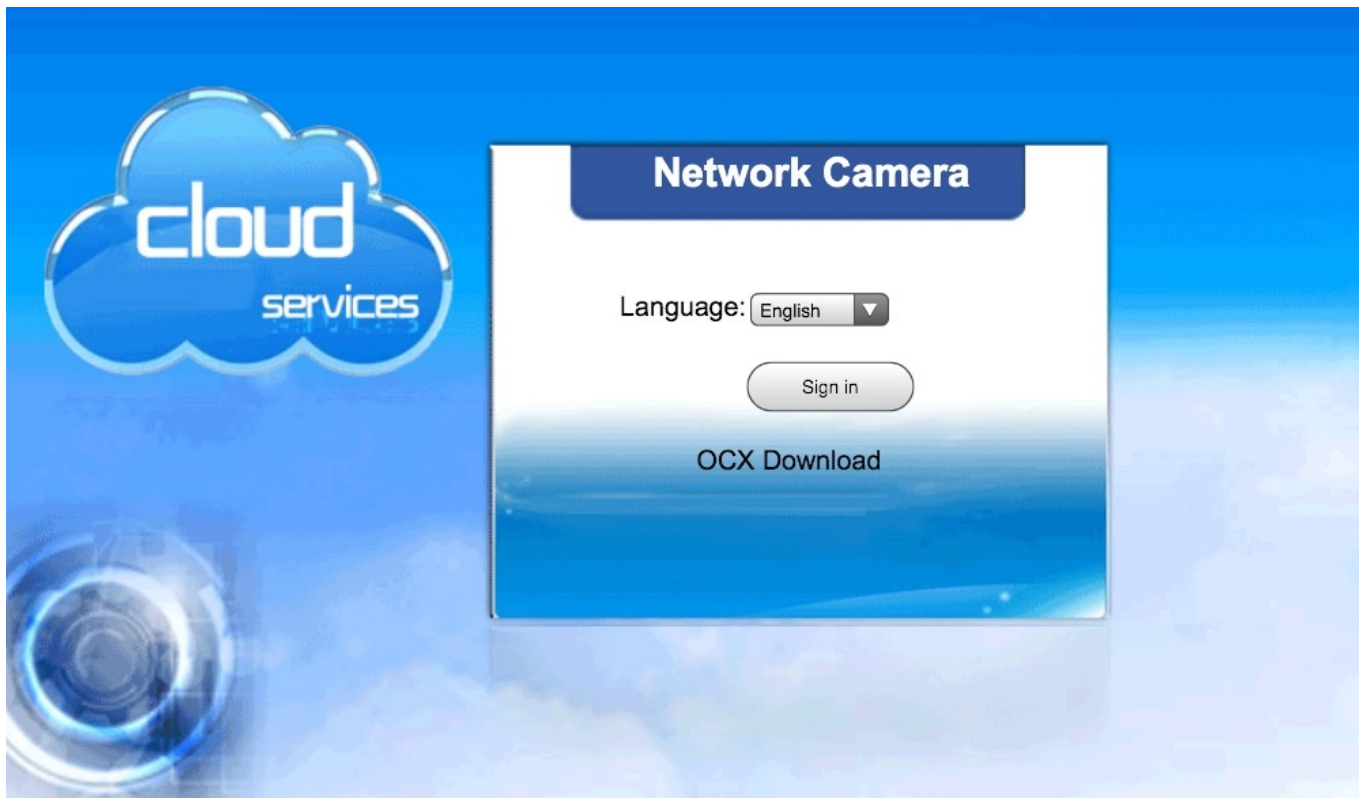 cloud
services
Network Camera
Language: English
Sign in
OCX Download